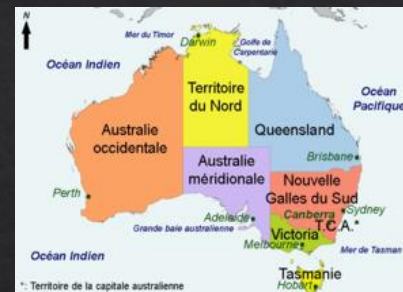 N
Mer du Timor
Darwin
Golfe de
Carpentarie
Océan Indien
Océan
Pacifique
Territoire
du Nord
Australie
occidentale
Queensland
Australie
méridionale
Brisbane
Nouvelle
Galles du Sud
Perth
Adelaide
Canberra
Sydney
T.C.A.*
Grande baie australienne
Victoria
Melbourne
Mer de Tasman
Océan Indien
Tasmanie
Hobart
*: Territoire de la capitale australienne